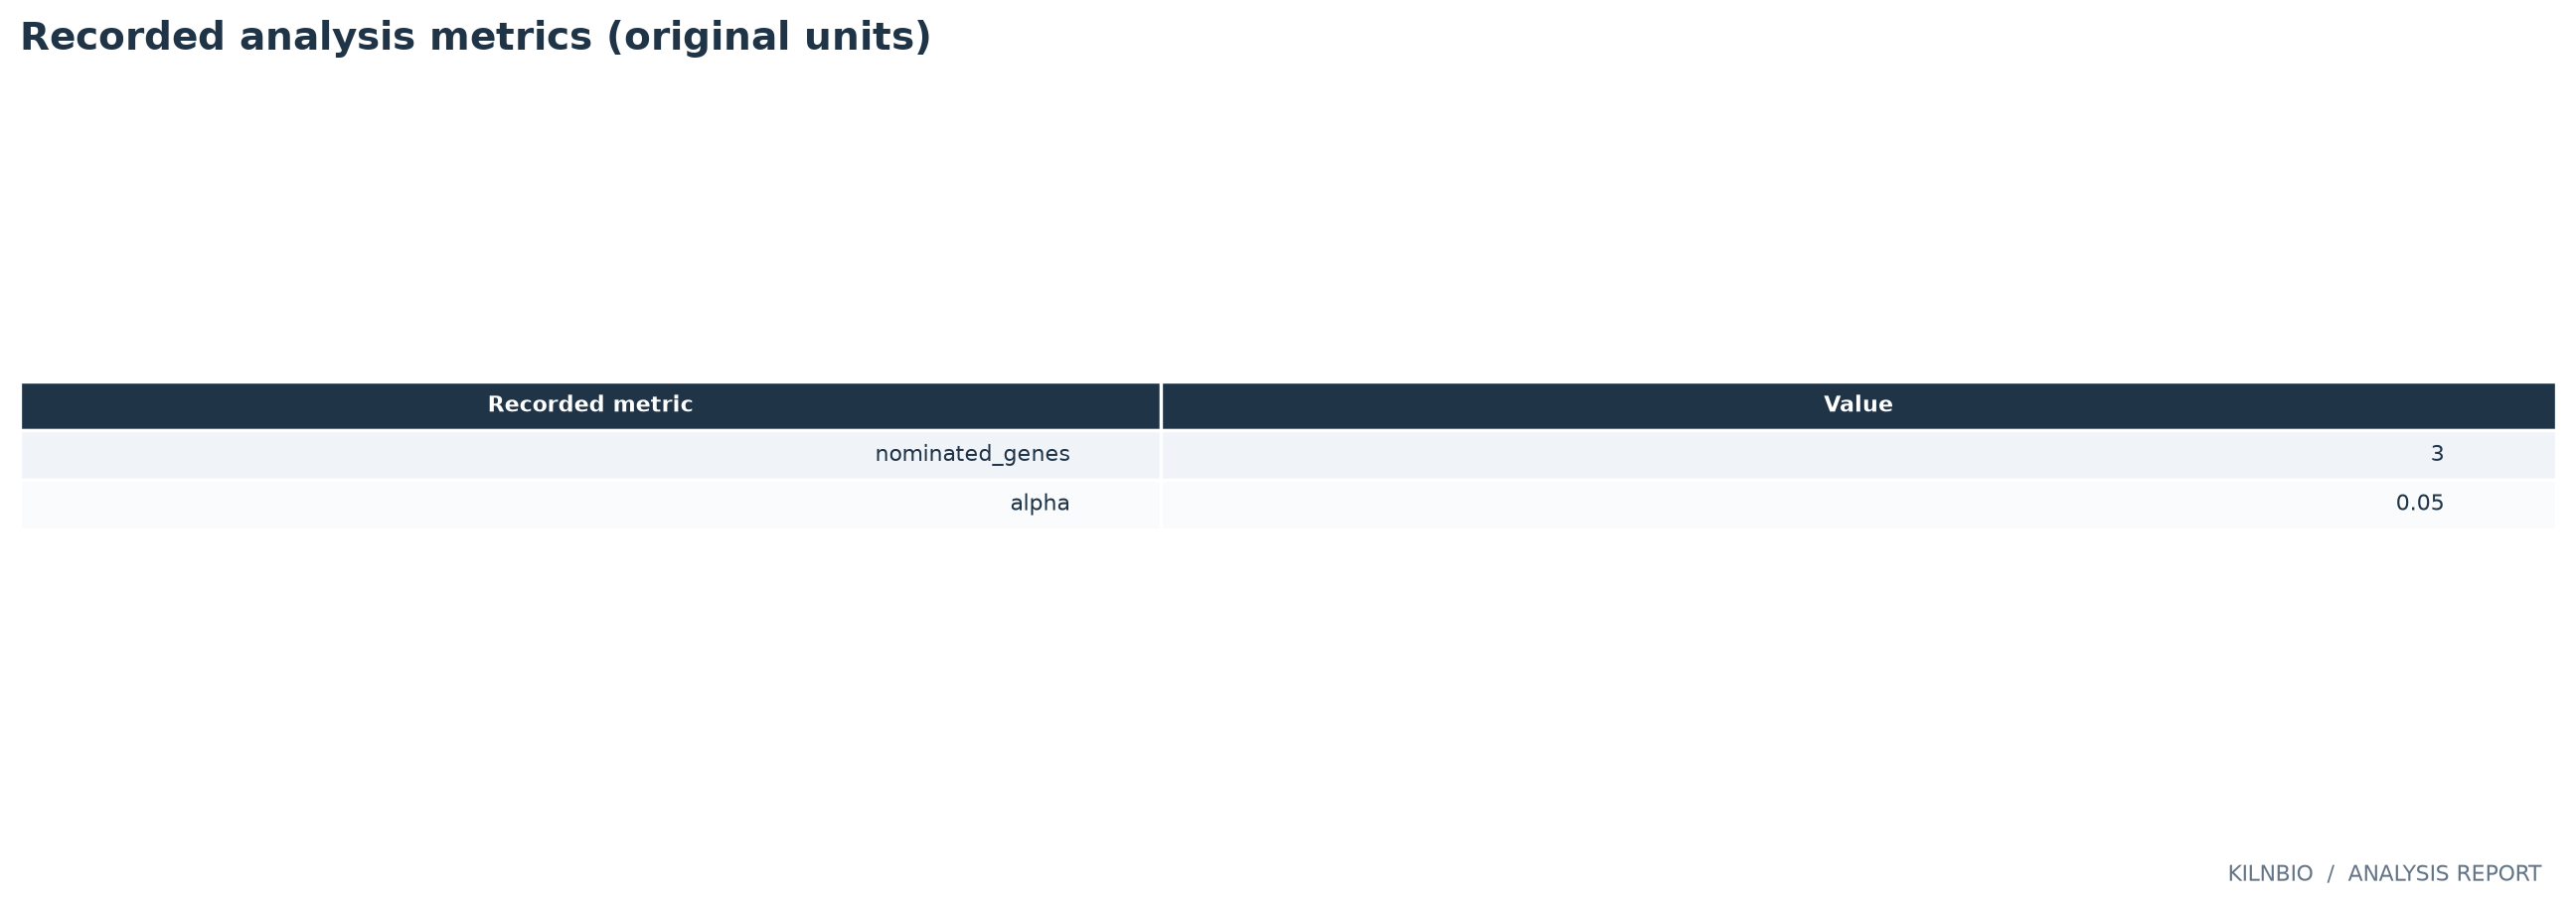 Recorded analysis metrics (original units)
Recorded metric Value
nominated_genes 3
alpha 0.05
KILNBIO / ANALYSIS REPORT